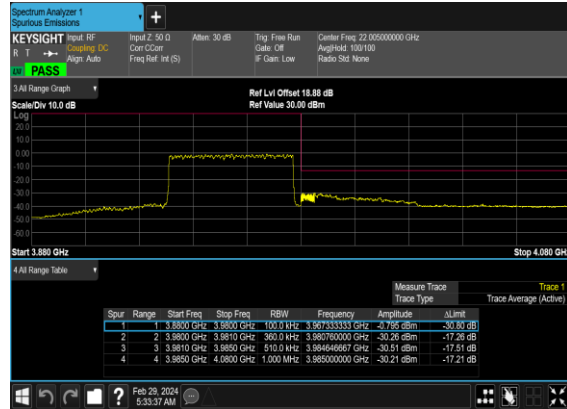 Spectrum Analyzer 1
Spurious Emissions
+
KEYSIGHT Input: RF Input Z: 50 Ω Atten: 30 dB Trig: Free Run Center Freq: 22.005000000 GHz
R T Coupling: DC Corr CCorr Gate: Off Avg|Hold: 100/100
Align: Auto Freq Ref: Int (S) IF Gain: Low Radio Std: None
PASS
3 All Range Graph
Ref Lvl Offset 18.88 dB
Scale/Div 10.0 dB Ref Value 30.00 dBm
Log
20.0
10.0
0.00
-10.0
-20.0
-30.0
-40.0
-50.0
-60.0
Start 3.880 GHz Stop 4.080 GH
4 All Range Table
Measure Trace Trace 1
Trace Type Trace Average (Active)
Spur Range Start Freq Stop Freq RBW Frequency Amplitude ΔLimit
1 1 3.8800 GHz 3.9800 GHz 100.0 kHz 3.967333333 GHz -0.795 dBm -30.80 dB
2 2 3.9800 GHz 3.9810 GHz 360.0 kHz 3.980760000 GHz -30.26 dBm -17.26 dB
3 3 3.9810 GHz 3.9850 GHz 510.0 kHz 3.984646667 GHz -30.51 dBm -17.51 dB
4 4 3.9850 GHz 4.0800 GHz 1.000 MHz 3.985000000 GHz -30.21 dBm -17.21 dB
? Feb 29, 2024
5:33:37 AM